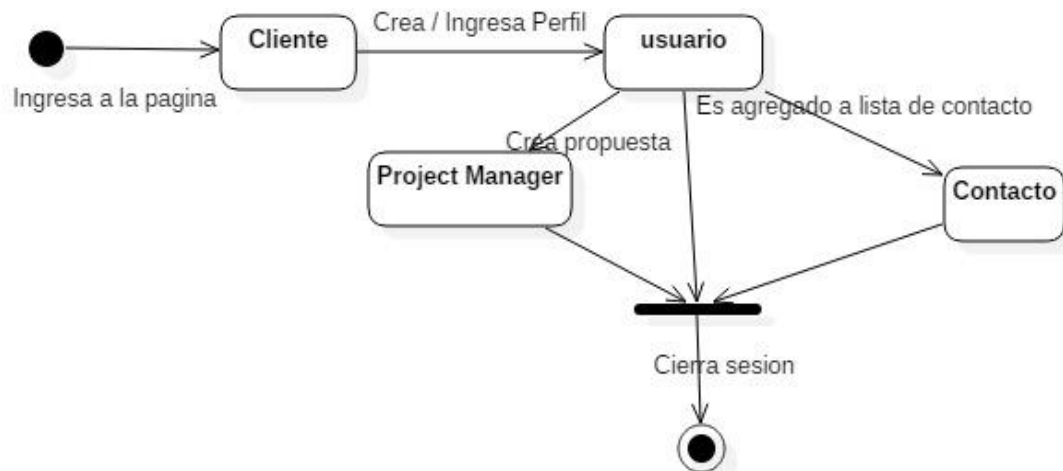 Cliente
Crea / Ingresa Perfil
usuario
Ingresa a la pagina
Es agregado a lista de contacto
Crea propuesta
Project Manager
Contacto
Cierra sesion